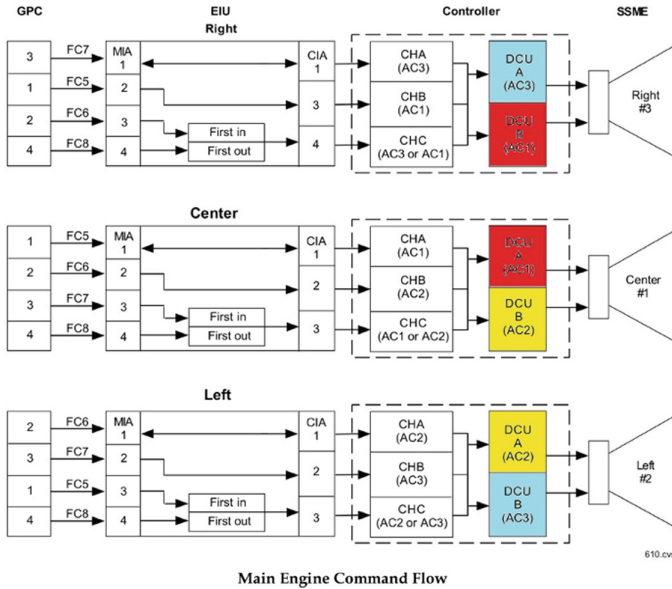 GPC EIU Controller SSME
Right
3 FC7 MIA 1 CIA 1 CHA (AC3) DCU A (AC3)
1 FC5 2 3 CHB (AC1) Right #3
2 FC6 3 First in DCU B (AC1)
4 FC8 4 First out 4 CHC (AC3 or AC1)
Center
1 FC5 MIA 1 CIA 1 CHA (AC1) DCU A (AC1)
2 FC6 2 2 CHB (AC2) Center #1
3 FC7 3 First in DCU B (AC2)
4 FC8 4 First out 3 CHC (AC1 or AC2)
Left
2 FC6 MIA 1 CIA 1 CHA (AC2) DCU A (AC2)
3 FC7 2 2 CHB (AC3) Left #2
1 FC5 3 First in DCU B (AC3)
4 FC8 4 First out 3 CHC (AC2 or AC3)
Main Engine Command Flow